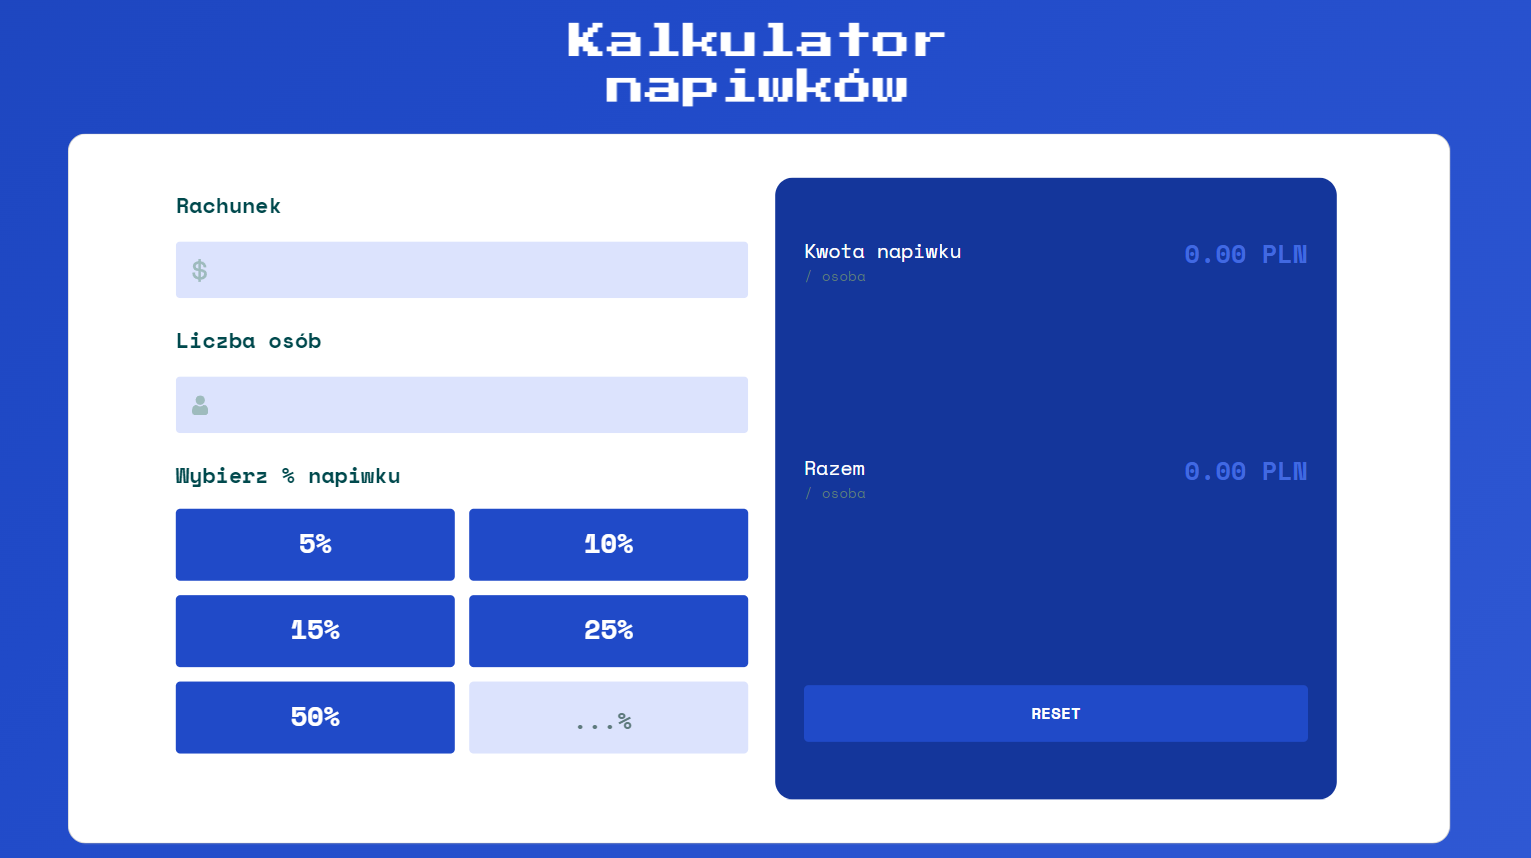 Kalkulator
napiwków
Rachunek
$
Liczba osób
Wybierz % napiwku
5%
10%
15%
25%
50%
...%
Kwota napiwku
0.00 PLN
/ osoba
Razem
0.00 PLN
/ osoba
RESET